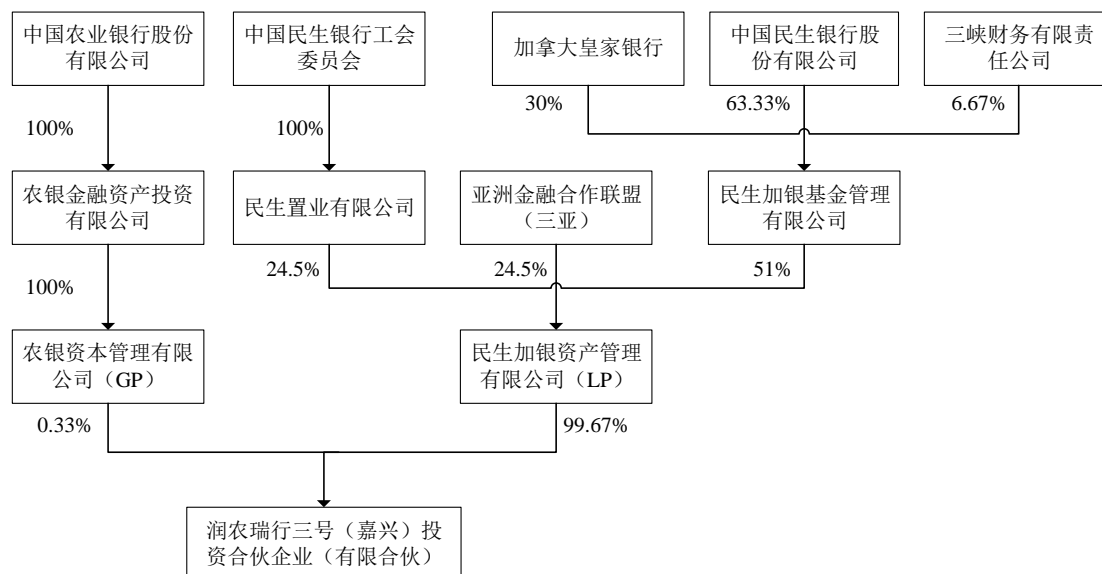 中国农业银行股份
有限公司
中国民生银行工会
委员会
加拿大皇家银行
中国民生银行股
份有限公司
三峡财务有限责
任公司
100%
100%
30%
63.33%
6.67%
农银金融资产投资
有限公司
民生置业有限公司
亚洲金融合作联盟
（三亚）
民生加银基金管理
有限公司
100%
24.5%
24.5%
51%
农银资本管理有限
公司（GP）
民生加银资产管理
有限公司（LP）
0.33%
99.67%
润农瑞行三号（嘉兴）投
资合伙企业（有限合伙）